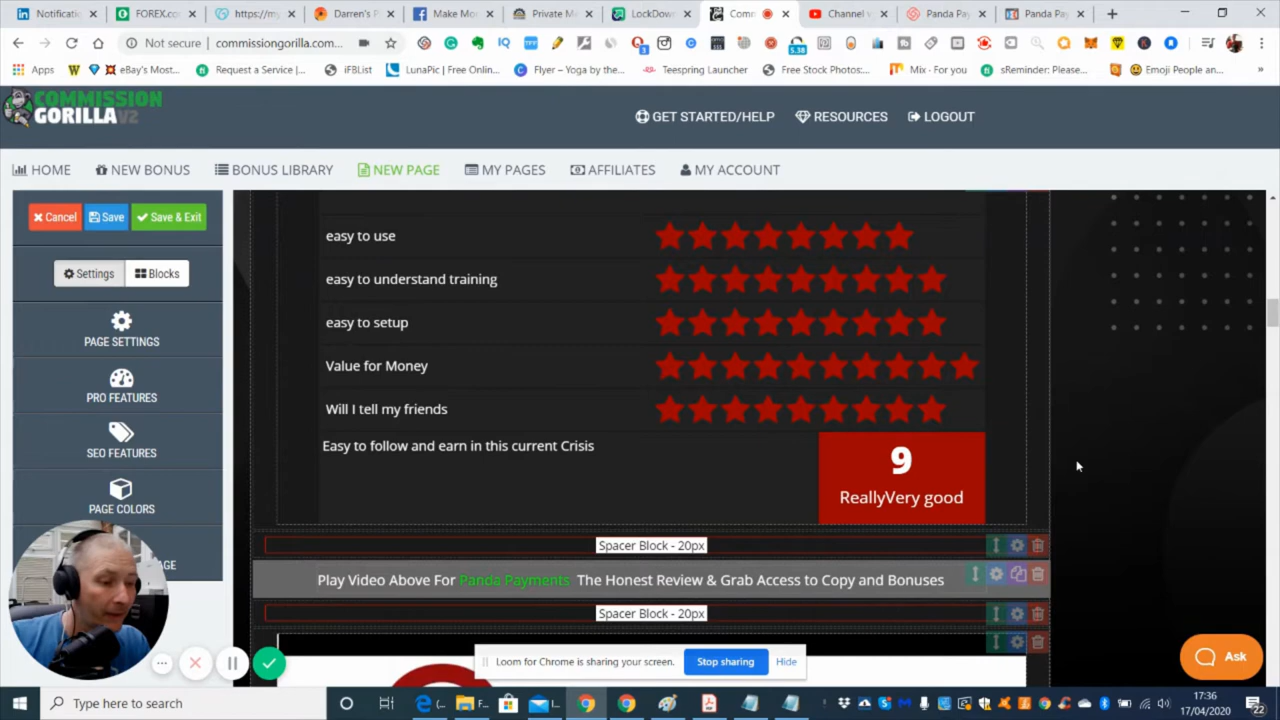 Notificatio
FOREX.co
https://my
Darren's P
Make Mo
Private Me
LockDow
Comm
Channel v
Panda Pay
Panda Pay
Not secure | commissiongorilla.com...
Apps
eBay's Most...
Request a Service |...
iFBList
LunaPic | Free Onlin...
Flyer – Yoga by the...
Teespring Launcher
Free Stock Photos:...
Mix - For you
sReminder: Please...
Emoji People an...
COMMISSION
GORILLAV2
GET STARTED/HELP
RESOURCES
LOGOUT
HOME
NEW BONUS
BONUS LIBRARY
NEW PAGE
MY PAGES
AFFILIATES
MY ACCOUNT
Cancel
Save
Save & Exit
Settings
Blocks
PAGE SETTINGS
PRO FEATURES
SEO FEATURES
PAGE COLORS
GE
easy to use
easy to understand training
easy to setup
Value for Money
Will I tell my friends
Easy to follow and earn in this current Crisis
9
ReallyVery good
Spacer Block - 20px
Play Video Above For Panda Payments The Honest Review & Grab Access to Copy and Bonuses
Spacer Block - 20px
Loom for Chrome is sharing your screen.
Stop sharing
Hide
Ask
Type here to search
17:36
17/04/2020
22